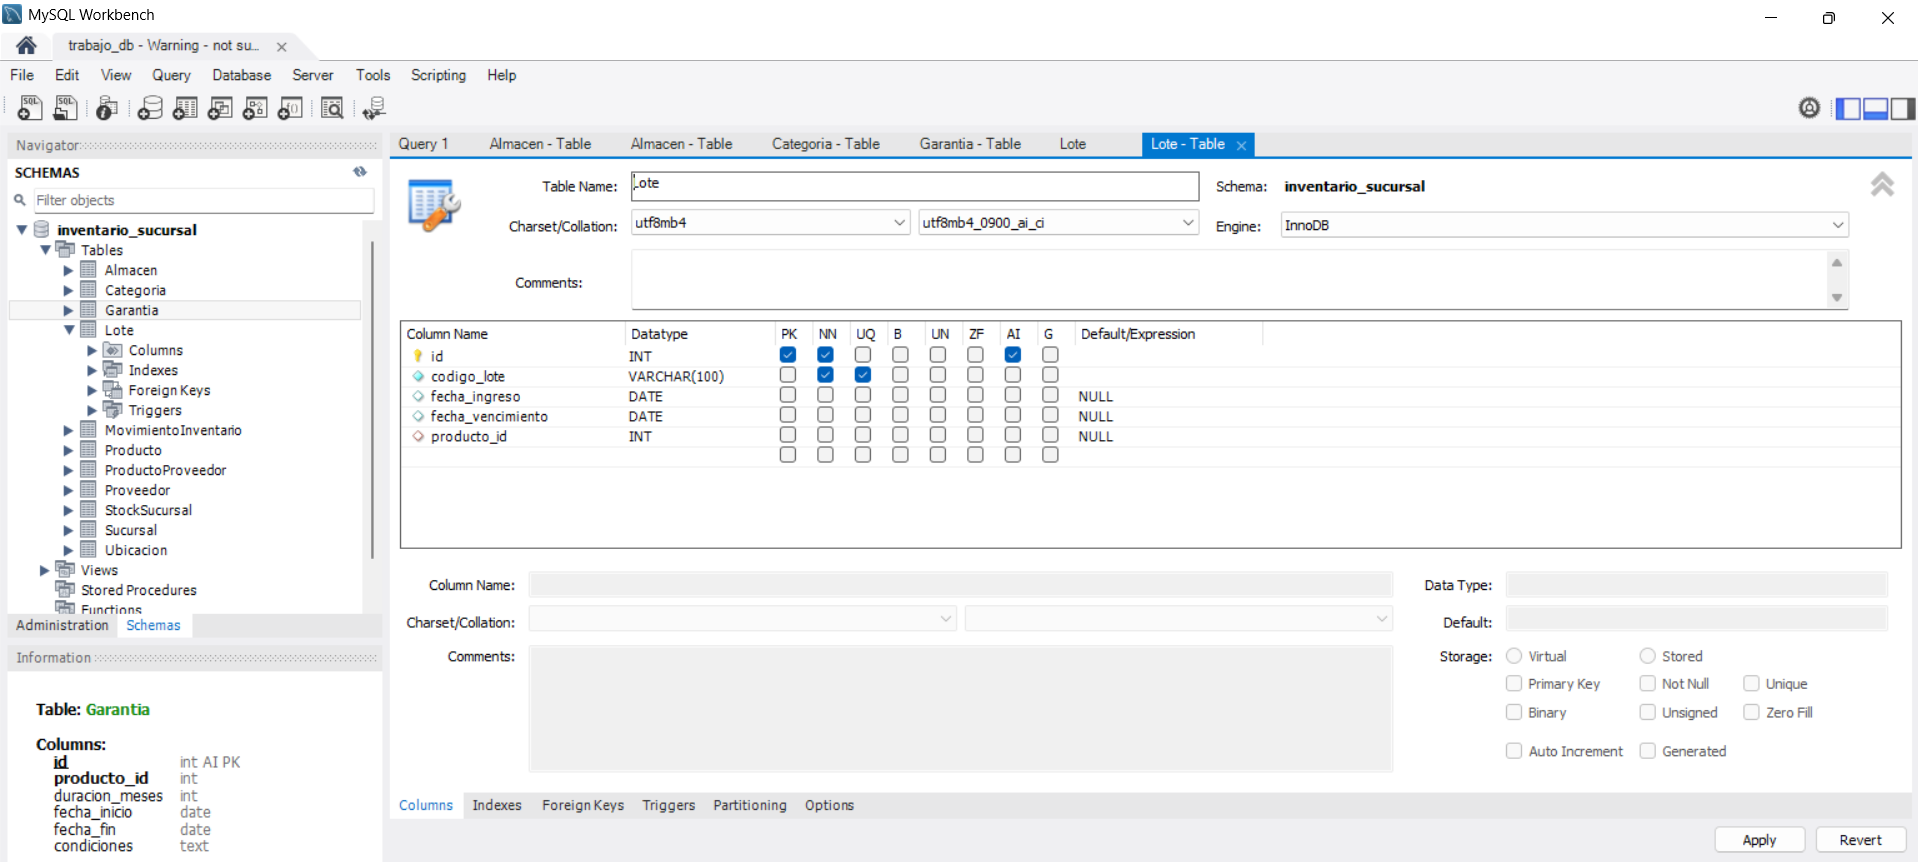 MySQL Workbench
trabajo_db - Warning - not su...
File Edit View Query Database Server Tools Scripting Help
Navigator
SCHEMAS
Filter objects
inventario_sucursal
Tables
Almacen
Categoria
Garantia
Lote
Columns
Indexes
Foreign Keys
Triggers
MovimientoInventario
Producto
ProductoProveedor
Proveedor
StockSucursal
Sucursal
Ubicacion
Views
Stored Procedures
Functions
Administration Schemas
Information
Table: Garantia
Columns:
id int AI PK
producto_id int
duracion_meses int
fecha_inicio date
fecha_fin date
condiciones text
Query 1 Almacen - Table Almacen - Table Categoria - Table Garantia - Table Lote Lote - Table
Table Name: Lote Schema: inventario_sucursal
Charset/Collation: utf8mb4 utf8mb4_0900_ai_ci Engine: InnoDB
Comments:
Column Name Datatype PK NN UQ B UN ZF AI G Default/Expression
id INT
codigo_lote VARCHAR(100)
fecha_ingreso DATE NULL
fecha_vencimiento DATE NULL
producto_id INT NULL
Column Name: Data Type:
Charset/Collation: Default:
Comments: Storage: Virtual Stored
Primary Key Not Null Unique
Binary Unsigned Zero Fill
Auto Increment Generated
Columns Indexes Foreign Keys Triggers Partitioning Options
Apply Revert